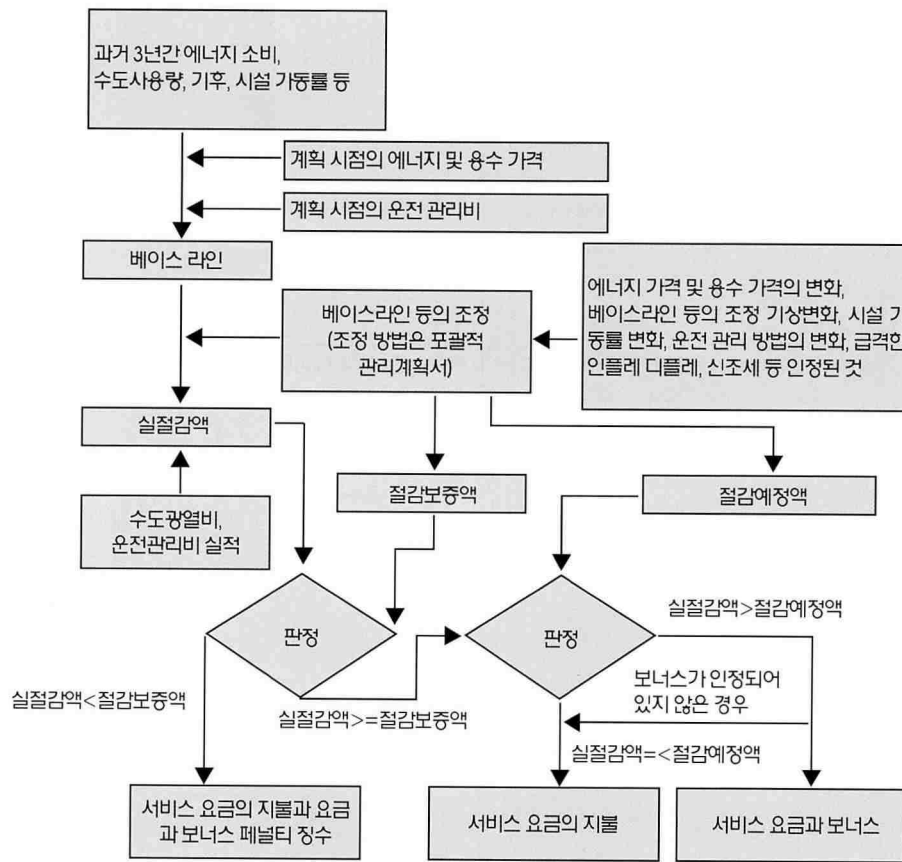 과거 3년간 에너지 소비,
수도사용량, 기후, 시설 가동률 등
계획 시점의 에너지 및 용수 가격
계획 시점의 운전 관리비
베이스 라인
에너지 가격 및 용수 가격의 변화,
베이스라인 등의 조정 기상변화, 시설 가
동률 변화, 운전 관리 방법의 변화, 급격한
인플레 디플레, 신조세 등 인정된 것
베이스라인 등의 조정
(조정 방법은 포괄적
관리계획서)
실절감액
절감보증액
절감예정액
수도광열비,
운전관리비 실적
판정
판정
실절감액>절감예정액
보너스가 인정되어
있지 않은 경우
실절감액<절감보증액
실절감액>=절감보증액
실절감액=<절감예정액
서비스 요금의 지불과 요금
과 보너스 페널티 징수
서비스 요금의 지불
서비스 요금과 보너스